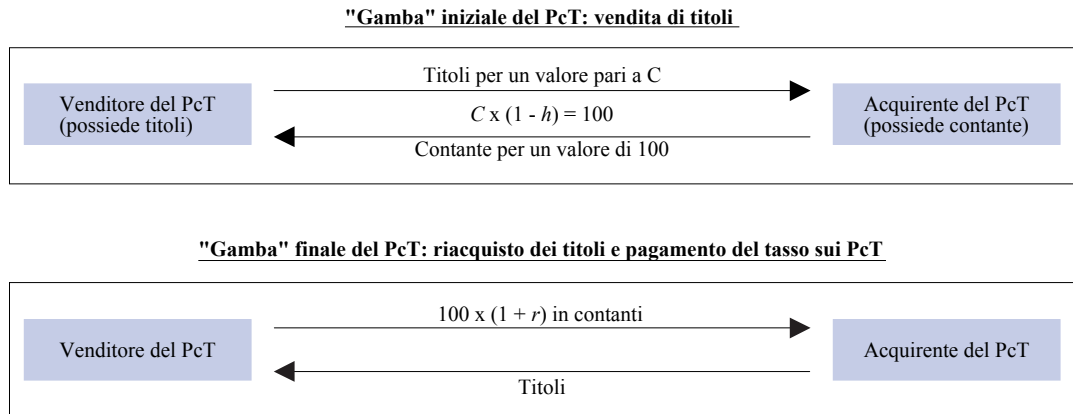 "Gamba" iniziale del PcT: vendita di titoli
Titoli per un valore pari a C
Venditore del PcT
(possiede titoli)
C x (1 - h) = 100
Acquirente del PcT
(possiede contante)
Contante per un valore di 100
"Gamba" finale del PcT: riacquisto dei titoli e pagamento del tasso sui PcT
100 x (1 + r) in contanti
Venditore del PcT
Acquirente del PcT
Titoli